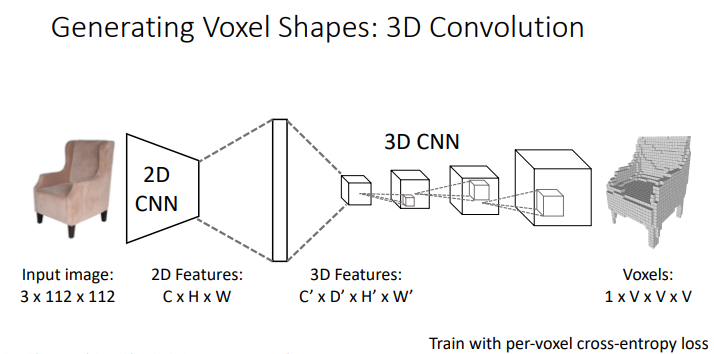 Generating Voxel Shapes: 3D Convolution
3D CNN
2D
CNN
Input image:
3 x 112 x 112
2D Features:
C x H x W
3D Features:
C’ x D’ x H’ x W’
Voxels:
1 x V x V x V
Train with per-voxel cross-entropy loss